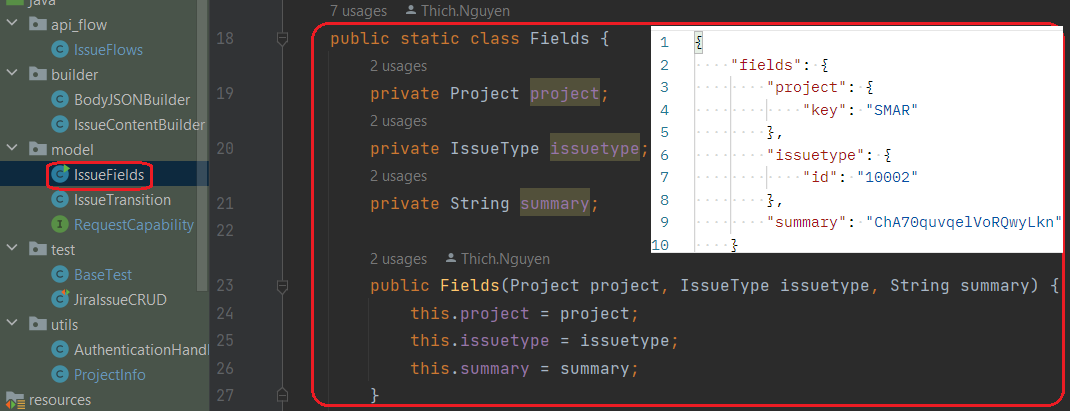 java
api_flow
IssueFlows
builder
BodyJSONBuilder
IssueContentBuilder
model
IssueFields
IssueTransition
RequestCapability
test
BaseTest
JiraIssueCRUD
utils
AuthenticationHandl
ProjectInfo
resources
7 usages Thich.Nguyen
18 public static class Fields {
2 usages
19 private Project project;
2 usages
20 private IssueType issuetype;
2 usages
21 private String summary;
22
2 usages Thich.Nguyen
23 public Fields(Project project, IssueType issuetype, String summary) {
24 this.project = project;
25 this.issuetype = issuetype;
26 this.summary = summary;
27 }
1 {
2 "fields": {
3 "project": {
4 "key": "SMAR"
5 },
6 "issuetype": {
7 "id": "10002"
8 },
9 "summary": "ChA70quvqelVoRQwyLkn"
10 }